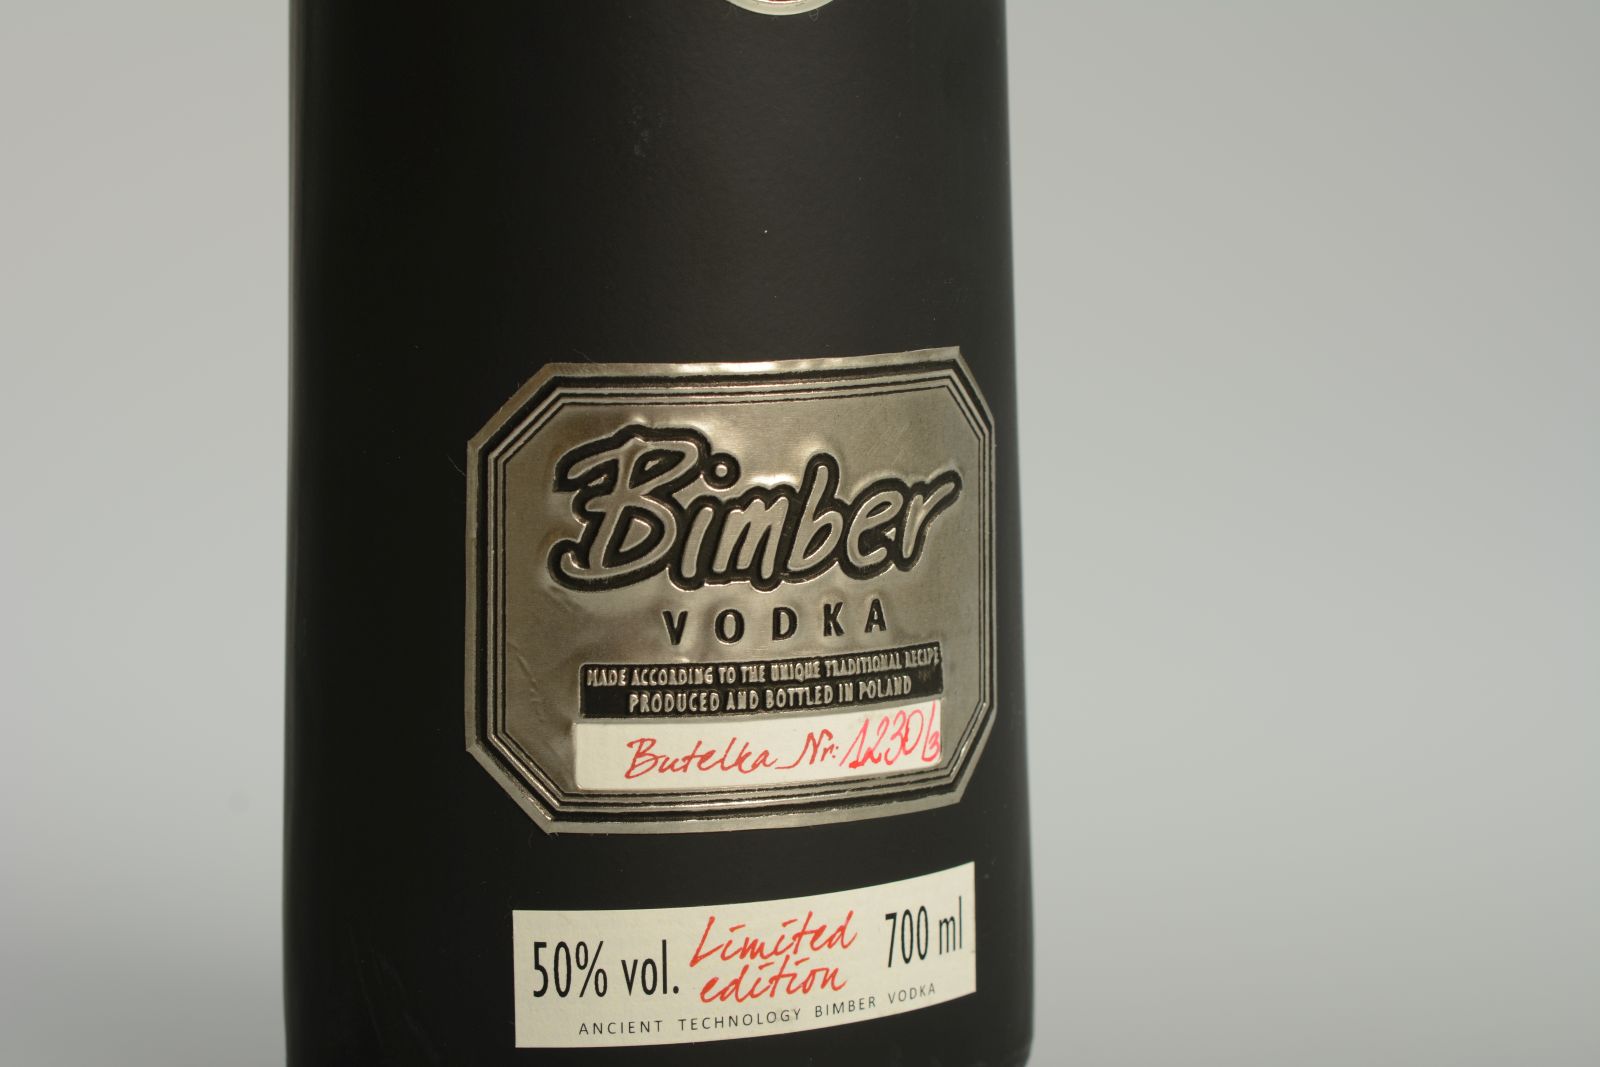 Bimber
VODKA
MADE ACCORDING TO THE UNIQUE TRADITIONAL RECIPE
PRODUCED AND BOTTLED IN POLAND
Butelka Nr: 1230/3
50% vol. Limited edition 700 ml
ANCIENT TECHNOLOGY BIMBER VODKA